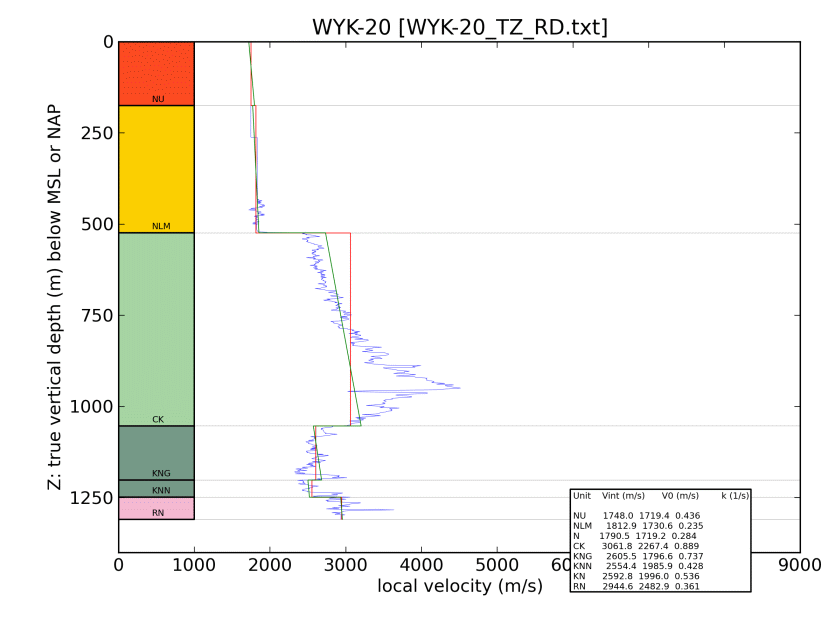 WYK-20 [WYK-20_TZ_RD.txt]
Z: true vertical depth (m) below MSL or NAP
0
250
500
750
1000
1250
NU
NLM
CK
KNG
KNN
RN
Unit Vint (m/s) V0 (m/s) k (1/s)
NU 1748.0 1719.4 0.436
NLM 1812.9 1730.6 0.235
N 1790.5 1719.2 0.284
CK 3061.8 2267.4 0.889
KNG 2605.5 1796.6 0.737
KNN 2554.4 1985.9 0.428
KN 2592.8 1996.0 0.536
RN 2944.6 2482.9 0.361
0 1000 2000 3000 4000 5000 9000
local velocity (m/s)